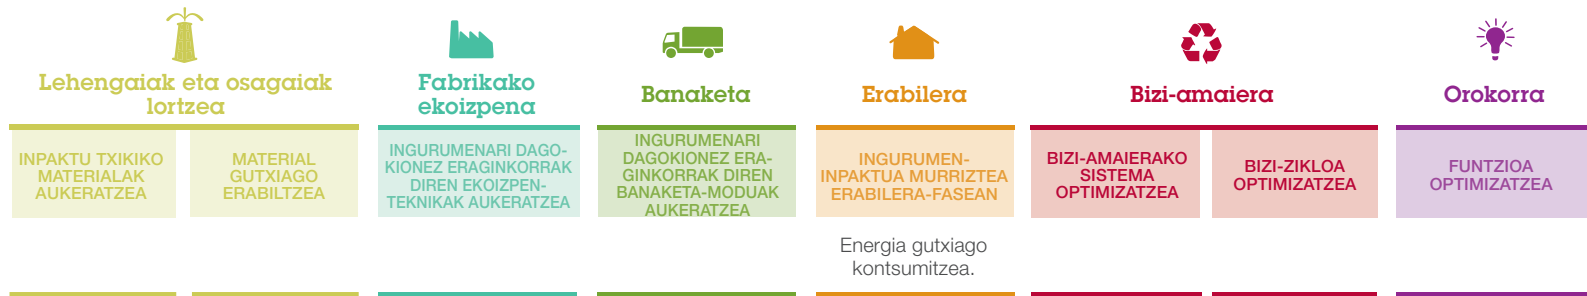 Lehengaiak eta osagaiak
lortzea
Fabrikako
ekoizpena
Banaketa
Erabilera
Bizi-amaiera
Orokorra
INPAKTU TXIKIKO
MATERIALAK
AUKERATZEA
MATERIAL
GUTXIAGO
ERABILTZEA
INGURUMENARI DAGO-
KIONEZ ERAGINKORRAK
DIREN EKOIZPEN-
TEKNIKAK AUKERATZEA
INGURUMENARI
DAGOKIONEZ ERA-
GINKORRAK DIREN
BANAKETA-MODUAK
AUKERATZEA
INGURUMEN-
INPAKTUA MURRIZTEA
ERABILERA-FASEAN
BIZI-AMAIERAKO
SISTEMA
OPTIMIZATZEA
BIZI-ZIKLOA
OPTIMIZATZEA
FUNTZIOA
OPTIMIZATZEA
Energia gutxiago
kontsumitzea.